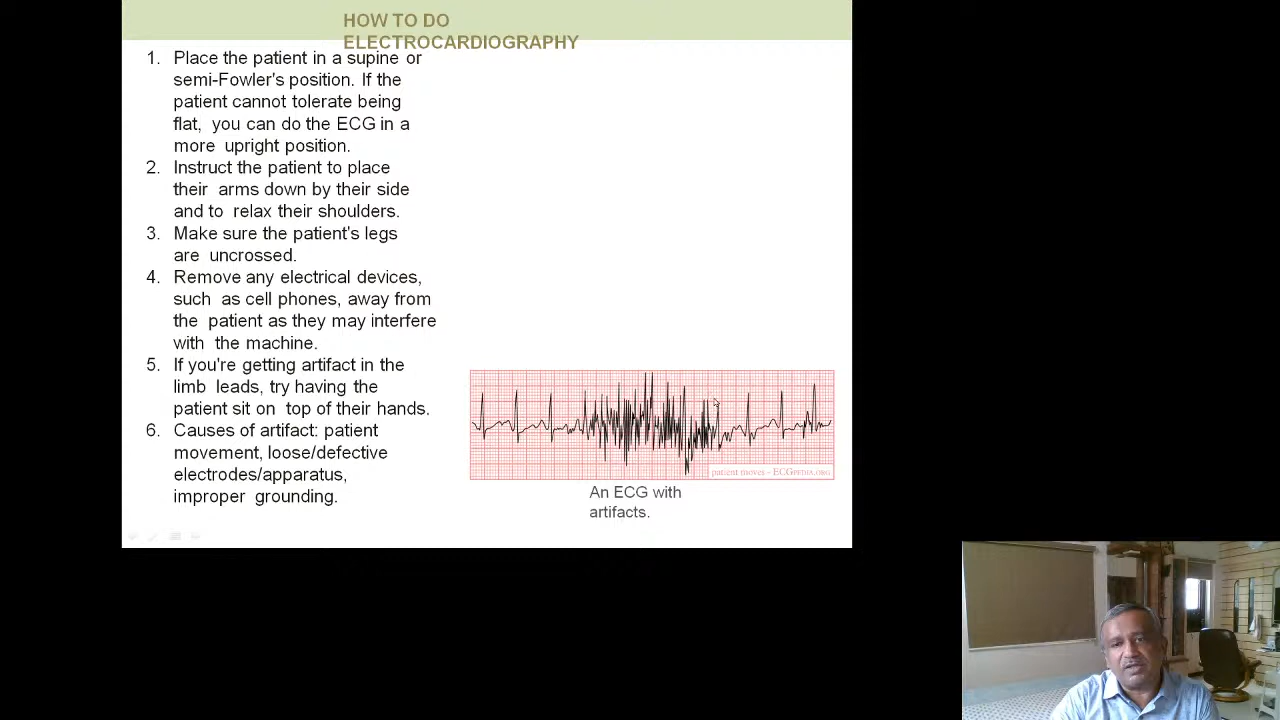 HOW TO DO
ELECTROCARDIOGRAPHY
1. Place the patient in a supine or
semi-Fowler's position. If the
patient cannot tolerate being
flat, you can do the ECG in a
more upright position.
2. Instruct the patient to place
their arms down by their side
and to relax their shoulders.
3. Make sure the patient's legs
are uncrossed.
4. Remove any electrical devices,
such as cell phones, away from
the patient as they may interfere
with the machine.
5. If you're getting artifact in the
limb leads, try having the
patient sit on top of their hands.
6. Causes of artifact: patient
movement, loose/defective
electrodes/apparatus,
improper grounding.
patient moves - ECGPEDIA.ORG
An ECG with
artifacts.